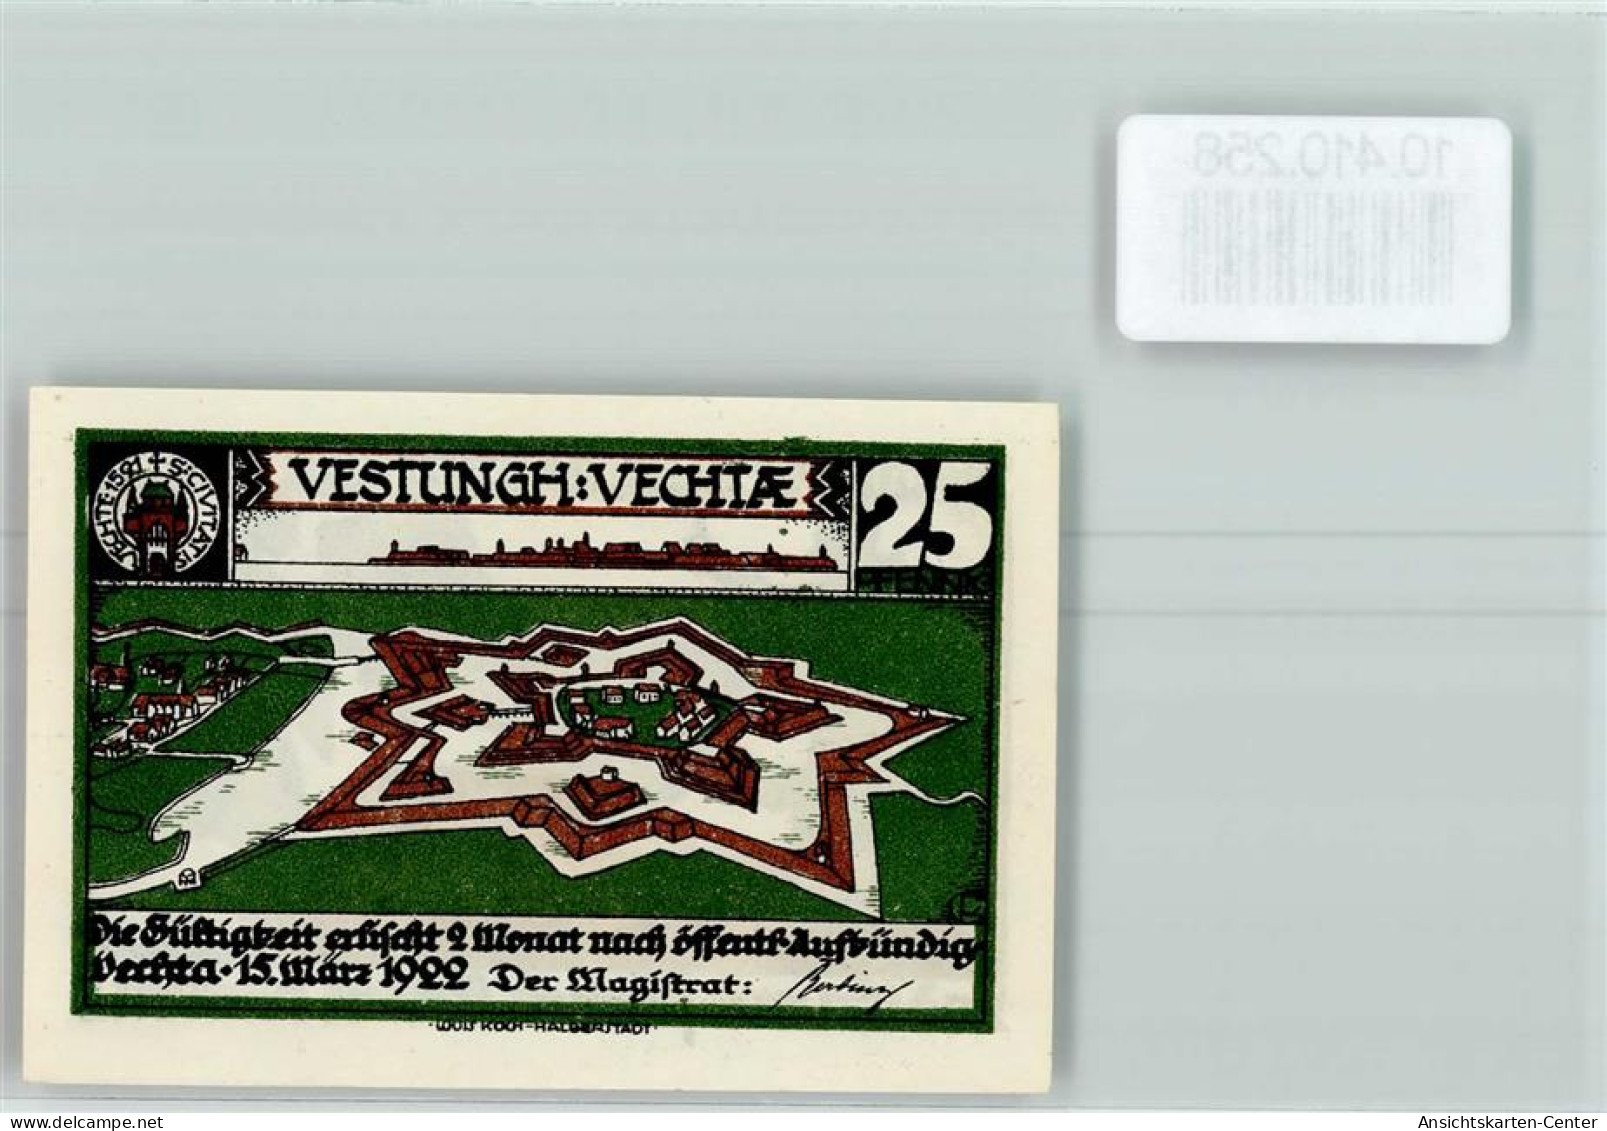 10.410.258
VECHTE·1591 S:CIVITATIS
VESTUNGH:VECHTÆ
25
PFENNIG
Die Gültigkeit erlischt 2 Monat nach öffentl·Aufkündig·
Vechta·15.März 1922 Der Magistrat:
·LOUIS KOCH-HALBERSTADT·
Ansichtskarten-Center